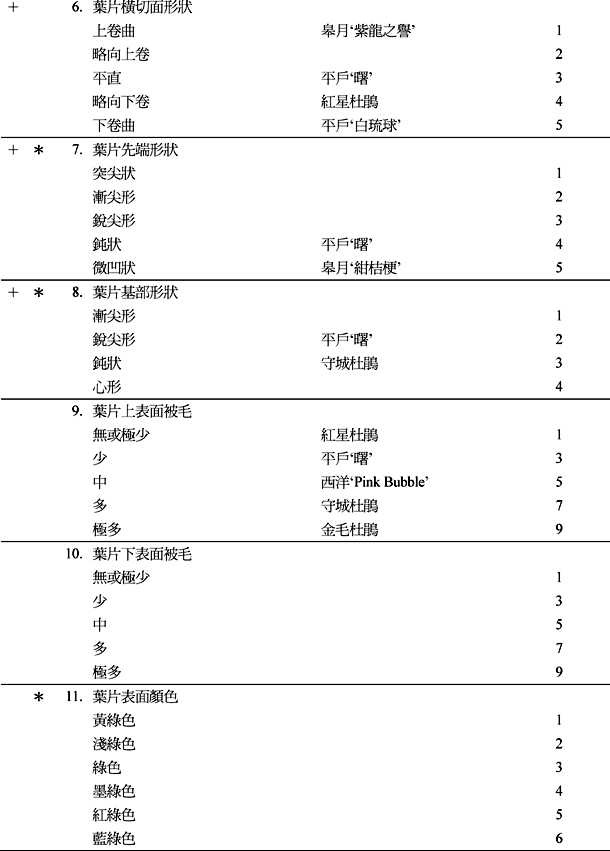 + 6. 葉片橫切面形狀
上卷曲 皋月‘紫龍之譽’ 1
略向上卷 2
平直 平戶‘曙’ 3
略向下卷 紅星杜鵑 4
下卷曲 平戶‘白琉球’ 5
+ * 7. 葉片先端形狀
突尖狀 1
漸尖形 2
銳尖形 3
鈍狀 平戶‘曙’ 4
微凹狀 皋月‘紺桔梗’ 5
+ * 8. 葉片基部形狀
漸尖形 1
銳尖形 平戶‘曙’ 2
鈍狀 守城杜鵑 3
心形 4
9. 葉片上表面被毛
無或極少 紅星杜鵑 1
少 平戶‘曙’ 3
中 西洋‘Pink Bubble’ 5
多 守城杜鵑 7
極多 金毛杜鵑 9
10. 葉片下表面被毛
無或極少 1
少 3
中 5
多 7
極多 9
* 11. 葉片表面顏色
黃綠色 1
淺綠色 2
綠色 3
墨綠色 4
紅綠色 5
藍綠色 6